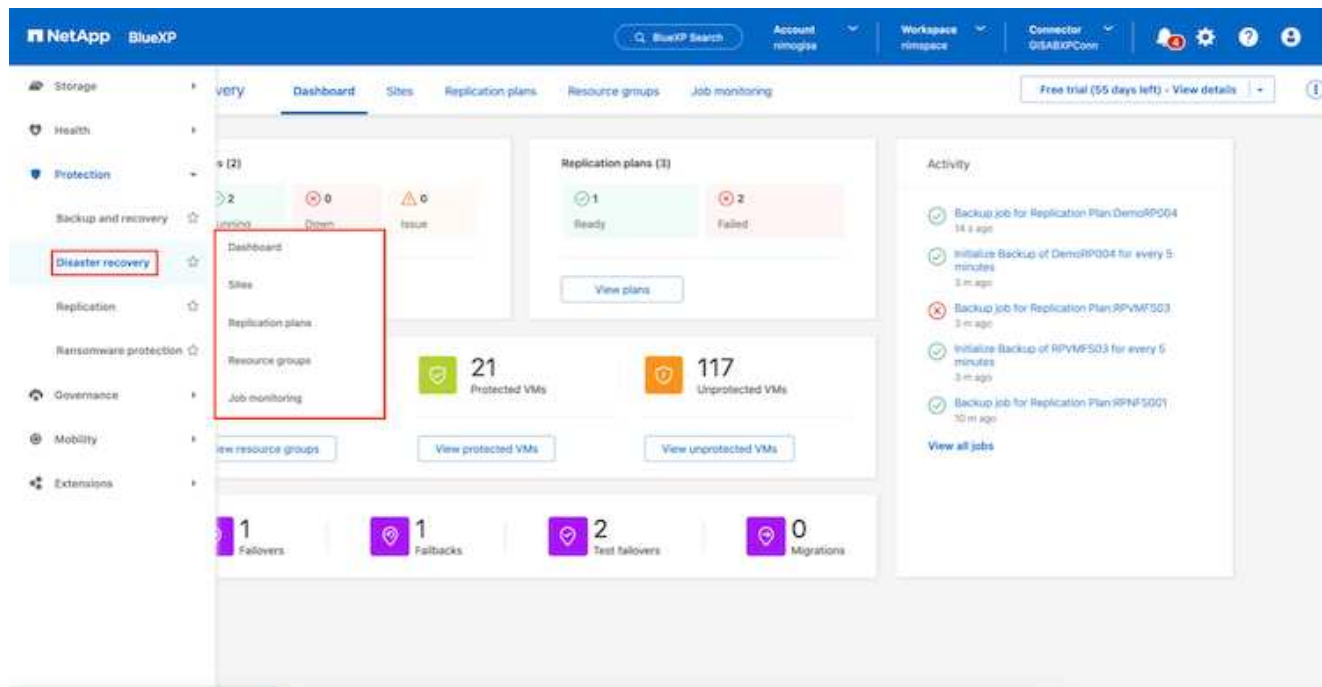 NetApp BlueXP
BlueXP Search
Account
nimogisa
Workspace
nimspace
Connector
GISABXPConn
4
Storage
Health
Protection
Backup and recovery
Disaster recovery
Replication
Ransomware protection
Governance
Mobility
Extensions
very
Dashboard
Sites
Replication plans
Resource groups
Job monitoring
Free trial (55 days left) - View details
s (2)
2
unning
0
Down
0
Issue
Dashboard
Sites
Replication plans
Resource groups
Job monitoring
Replication plans (3)
1
Ready
2
Failed
View plans
21
Protected VMs
117
Unprotected VMs
iew resource groups
View protected VMs
View unprotected VMs
1
Failovers
1
Failbacks
2
Test failovers
0
Migrations
Activity
Backup job for Replication Plan:DemoRP004
14 s ago
Initialize Backup of DemoRP004 for every 5
minutes
3 m ago
Backup job for Replication Plan:RPVMFS03
3 m ago
Initialize Backup of RPVMFS03 for every 5
minutes
3 m ago
Backup job for Replication Plan:RPNFS001
10 m ago
View all jobs